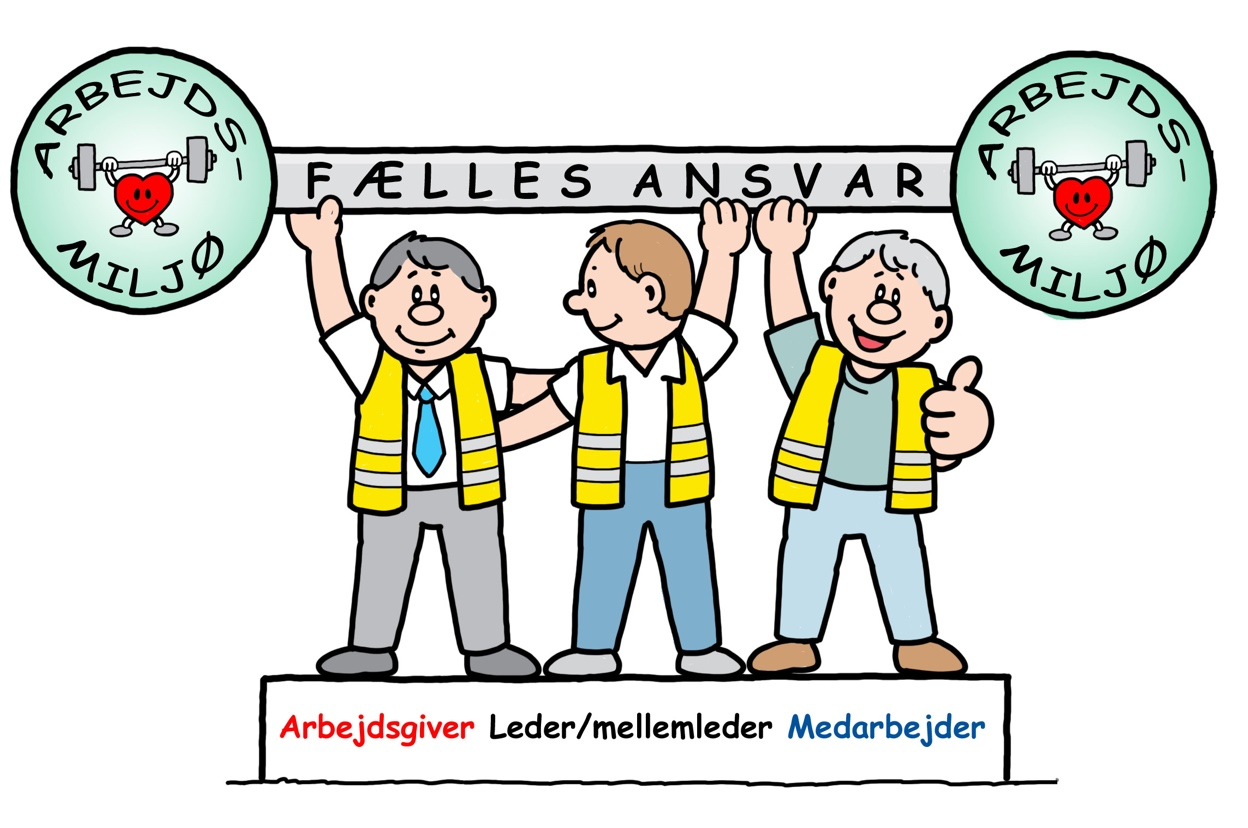 ARBEJDS-
MILJØ
FÆLLES ANSVAR
ARBEJDS-
MILJØ
Arbejdsgiver Leder/mellemleder Medarbejder